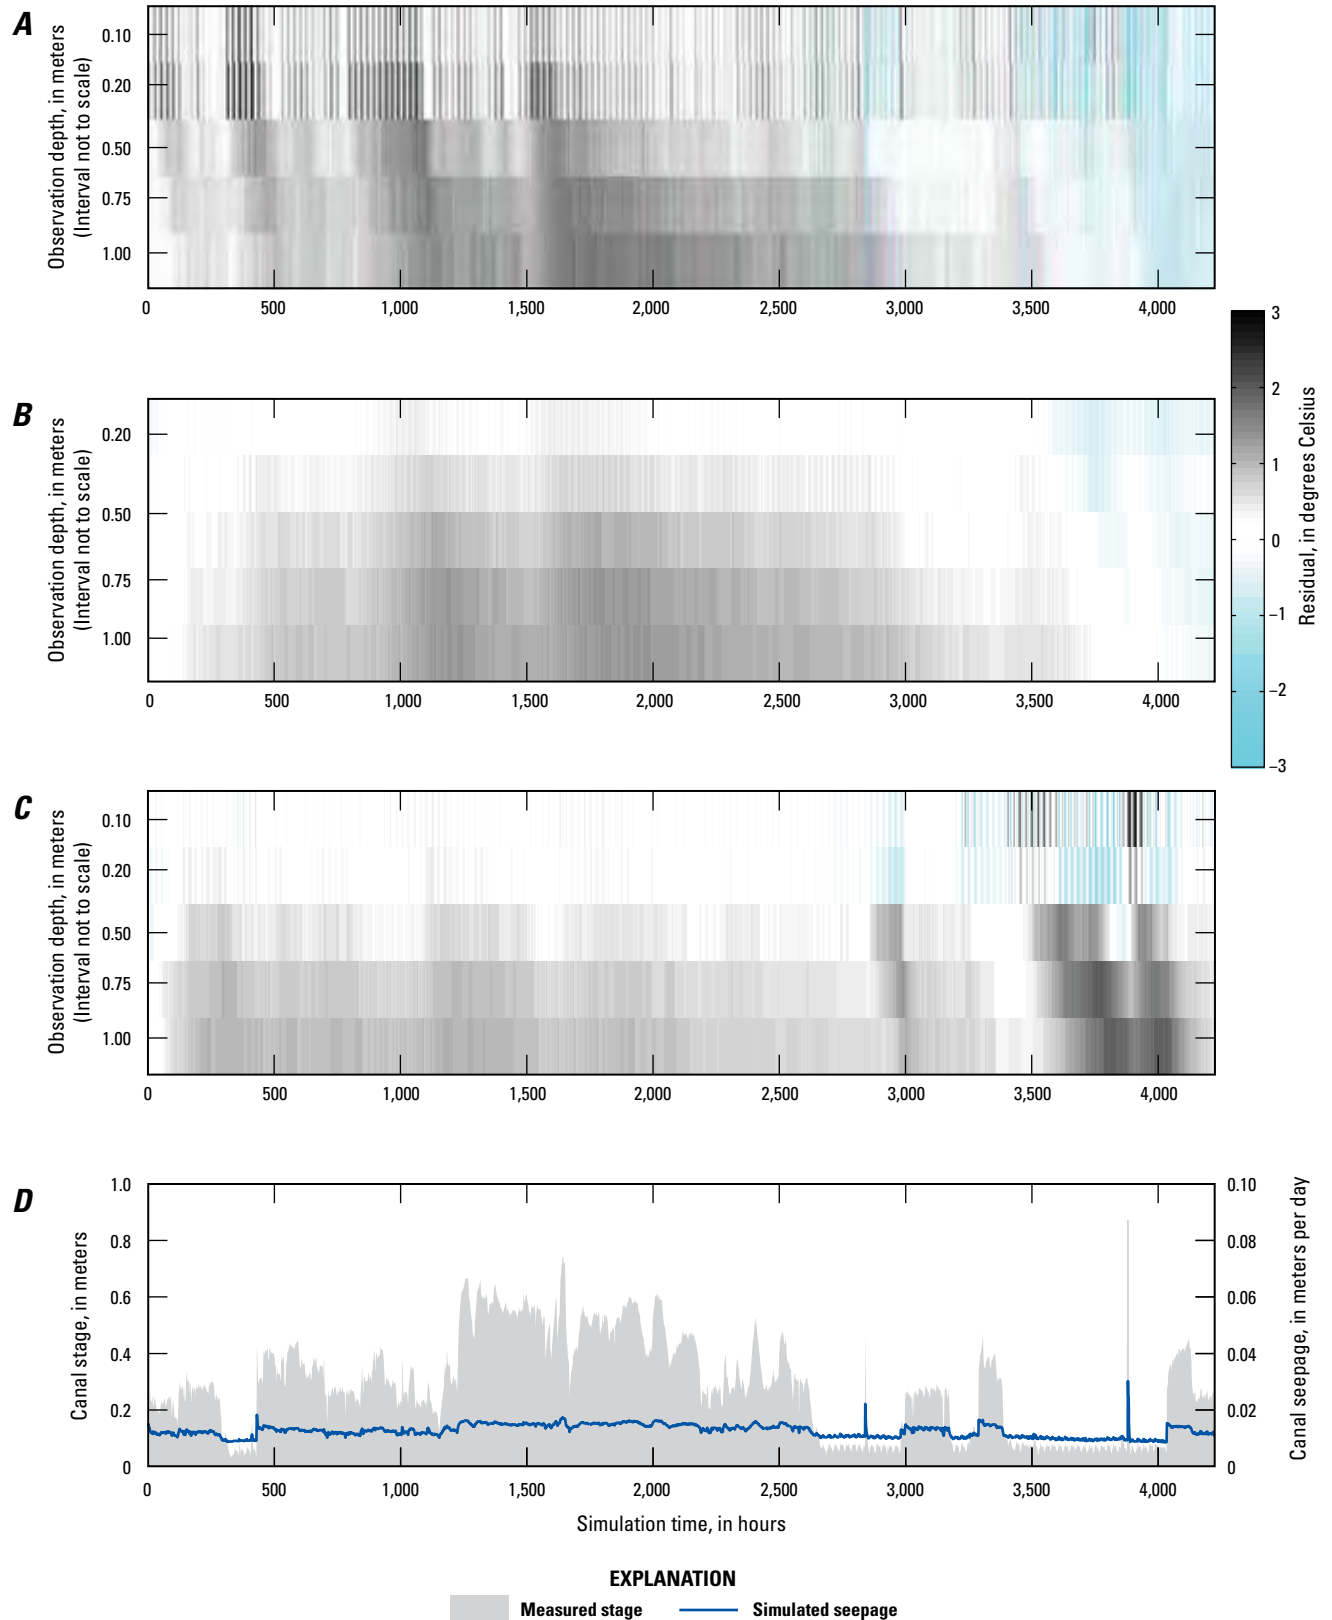 A
Observation depth, in meters
(Interval not to scale)
0.10
0.20
0.50
0.75
1.00
0 500 1,000 1,500 2,000 2,500 3,000 3,500 4,000
3
2
1
0
−1
−2
−3
Residual, in degrees Celsius
B
Observation depth, in meters
(Interval not to scale)
0.20
0.50
0.75
1.00
0 500 1,000 1,500 2,000 2,500 3,000 3,500 4,000
C
Observation depth, in meters
(Interval not to scale)
0.10
0.20
0.50
0.75
1.00
0 500 1,000 1,500 2,000 2,500 3,000 3,500 4,000
D
Canal stage, in meters
1.0
0.8
0.6
0.4
0.2
0
0.10
0.08
0.06
0.04
0.02
0
Canal seepage, in meters per day
0 500 1,000 1,500 2,000 2,500 3,000 3,500 4,000
Simulation time, in hours
EXPLANATION
Measured stage Simulated seepage